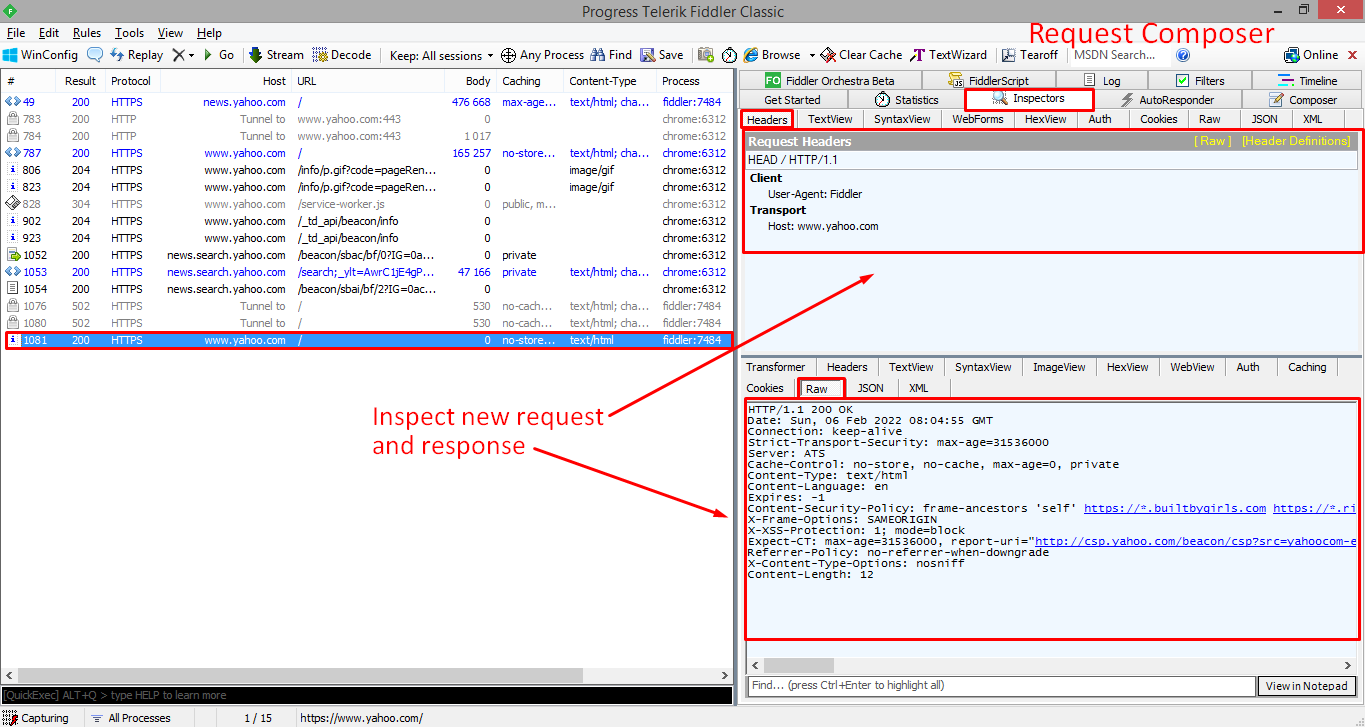 Progress Telerik Fiddler Classic
File Edit Rules Tools View Help
Request Composer
WinConfig Replay Go Stream Decode Keep: All sessions Any Process Find Save Browse Clear Cache TextWizard Tearoff MSDN Search... Online
# Result Protocol Host URL Body Caching Content-Type Process
49 200 HTTPS news.yahoo.com / 476 668 max-age... text/html; cha... fiddler:7484
783 200 HTTP Tunnel to www.yahoo.com:443 0 chrome:6312
784 200 HTTP Tunnel to www.yahoo.com:443 1 017 chrome:6312
787 200 HTTPS www.yahoo.com / 165 257 no-store... text/html; cha... chrome:6312
806 204 HTTPS www.yahoo.com /info/p.gif?code=pageRen... 0 image/gif chrome:6312
823 204 HTTPS www.yahoo.com /info/p.gif?code=pageRen... 0 image/gif chrome:6312
828 304 HTTPS www.yahoo.com /service-worker.js 0 public, m... chrome:6312
902 204 HTTPS www.yahoo.com /_td_api/beacon/info 0 chrome:6312
923 204 HTTPS www.yahoo.com /_td_api/beacon/info 0 chrome:6312
1052 200 HTTPS news.search.yahoo.com /beacon/sbac/bf/0?IG=0a... 0 private chrome:6312
1053 200 HTTPS news.search.yahoo.com /search;_ylt=AwrC1jE4gP... 47 166 private text/html; cha... chrome:6312
1054 200 HTTPS news.search.yahoo.com /beacon/sbai/bf/2?IG=0ac... 0 chrome:6312
1076 502 HTTPS Tunnel to / 530 no-cach... text/html; cha... fiddler:7484
1080 502 HTTPS Tunnel to / 530 no-cach... text/html; cha... fiddler:7484
1081 200 HTTPS www.yahoo.com / 0 no-store... text/html fiddler:7484
Inspect new request
and response
[QuickExec] ALT+Q > type HELP to learn more
Capturing All Processes 1 / 15 https://www.yahoo.com/
FO Fiddler Orchestra Beta FiddlerScript Log Filters Timeline
Get Started Statistics Inspectors AutoResponder Composer
Headers TextView SyntaxView WebForms HexView Auth Cookies Raw JSON XML
Request Headers [ Raw ] [Header Definitions]
HEAD / HTTP/1.1
Client
User-Agent: Fiddler
Transport
Host: www.yahoo.com
Transformer Headers TextView SyntaxView ImageView HexView WebView Auth Caching
Cookies Raw JSON XML
HTTP/1.1 200 OK
Date: Sun, 06 Feb 2022 08:04:55 GMT
Connection: keep-alive
Strict-Transport-Security: max-age=31536000
Server: ATS
Cache-Control: no-store, no-cache, max-age=0, private
Content-Type: text/html
Content-Language: en
Expires: -1
Content-Security-Policy: frame-ancestors 'self' https://*.builtbygirls.com https://*.ri
X-Frame-Options: SAMEORIGIN
X-XSS-Protection: 1; mode=block
Expect-CT: max-age=31536000, report-uri="http://csp.yahoo.com/beacon/csp?src=yahoocom-e
Referrer-Policy: no-referrer-when-downgrade
X-Content-Type-Options: nosniff
Content-Length: 12
Find... (press Ctrl+Enter to highlight all) View in Notepad